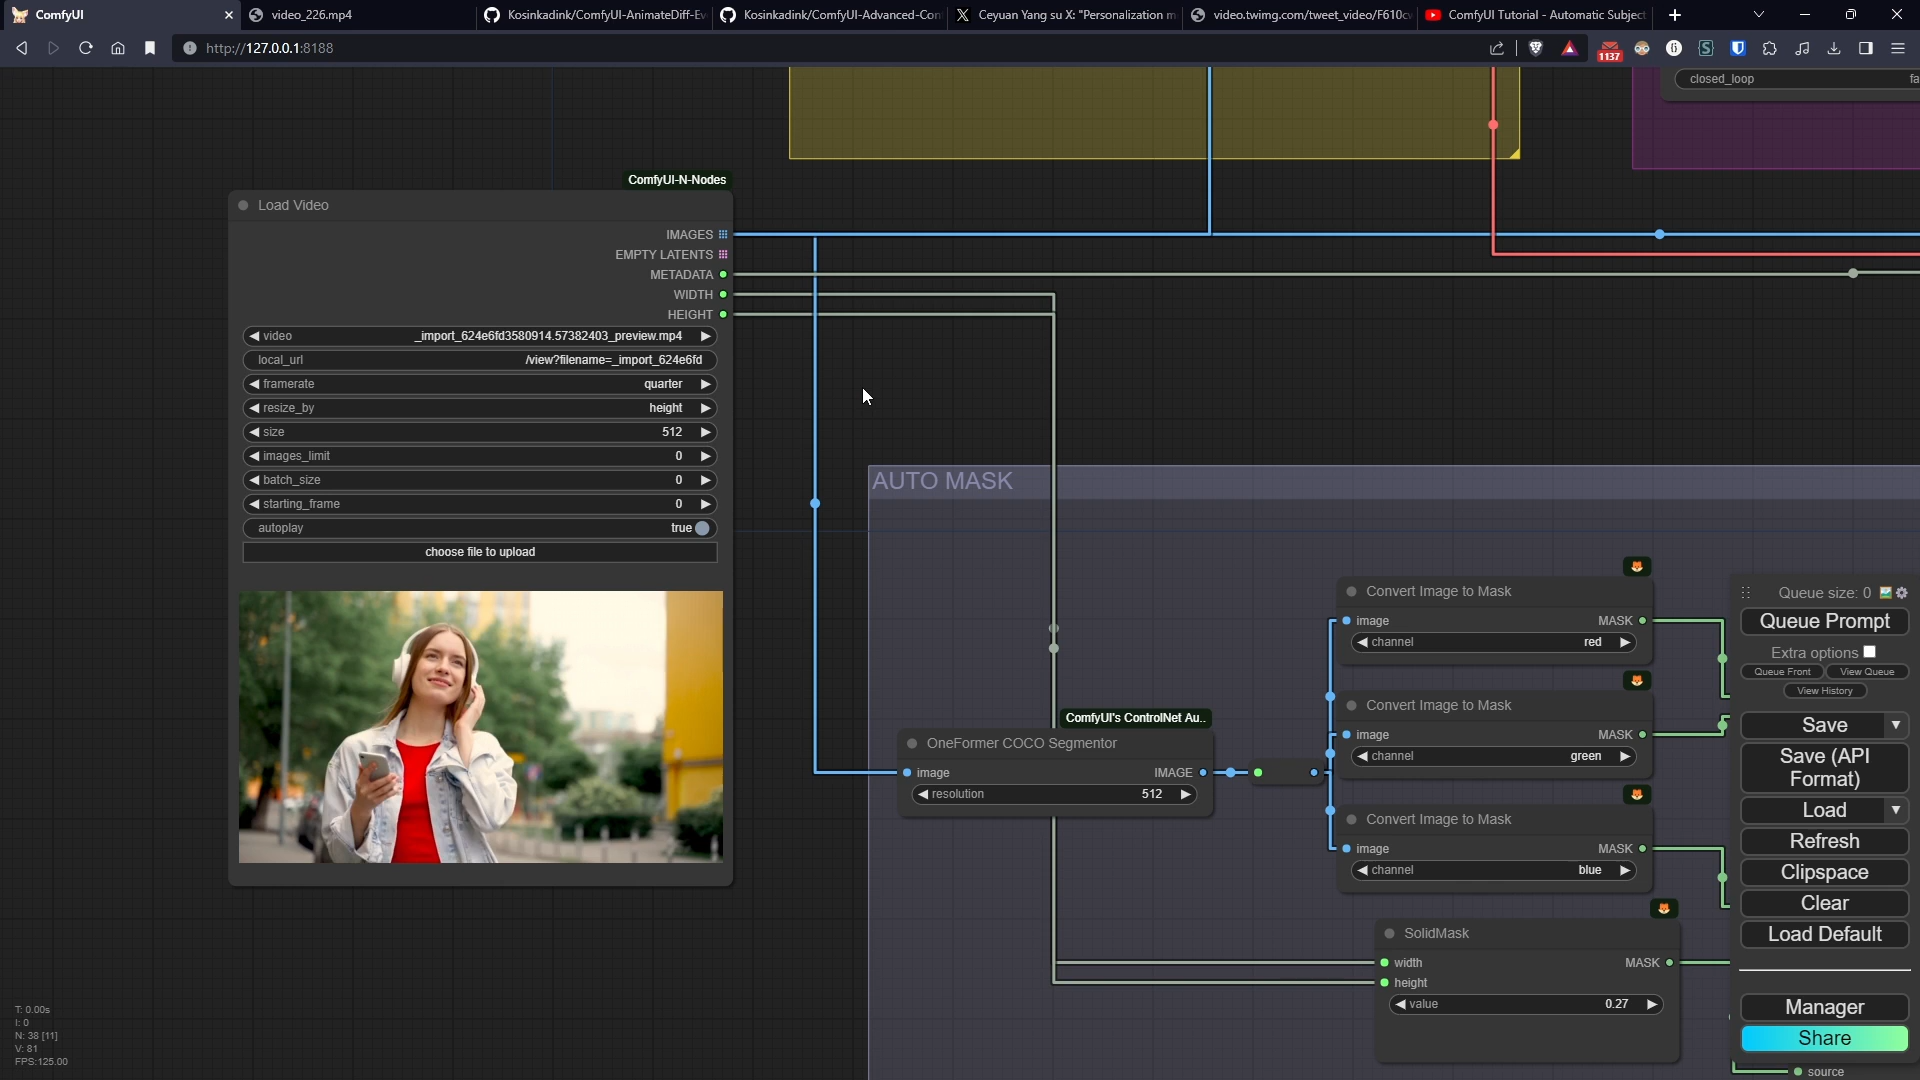 ComfyUI
video_226.mp4
Kosinkadink/ComfyUI-AnimateDiff-Ev
Kosinkadink/ComfyUI-Advanced-Con
Ceyuan Yang su X: "Personalization m
video.twimg.com/tweet_video/F610c
ComfyUI Tutorial - Automatic Subject
http://127.0.0.1:8188
1137
closed_loop fa
ComfyUI-N-Nodes
Load Video
IMAGES
EMPTY LATENTS
METADATA
WIDTH
HEIGHT
video _import_624e6fd3580914.57382403_preview.mp4
local_url /view?filename=_import_624e6fd
framerate quarter
resize_by height
size 512
images_limit 0
batch_size 0
starting_frame 0
autoplay true
choose file to upload
AUTO MASK
ComfyUI's ControlNet Au..
OneFormer COCO Segmentor
image IMAGE
resolution 512
Convert Image to Mask
image MASK
channel red
Convert Image to Mask
image MASK
channel green
Convert Image to Mask
image MASK
channel blue
SolidMask
width MASK
height
value 0.27
Queue size: 0
Queue Prompt
Extra options
Queue Front View Queue
View History
Save
Save (API
Format)
Load
Refresh
Clipspace
Clear
Load Default
Manager
Share
source
T: 0.00s
I: 0
N: 38 [11]
V: 81
FPS:125.00